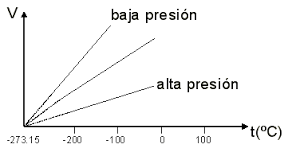 V
baja presión
alta presión
t(ºC)
-273.15 -200 -100 0 100